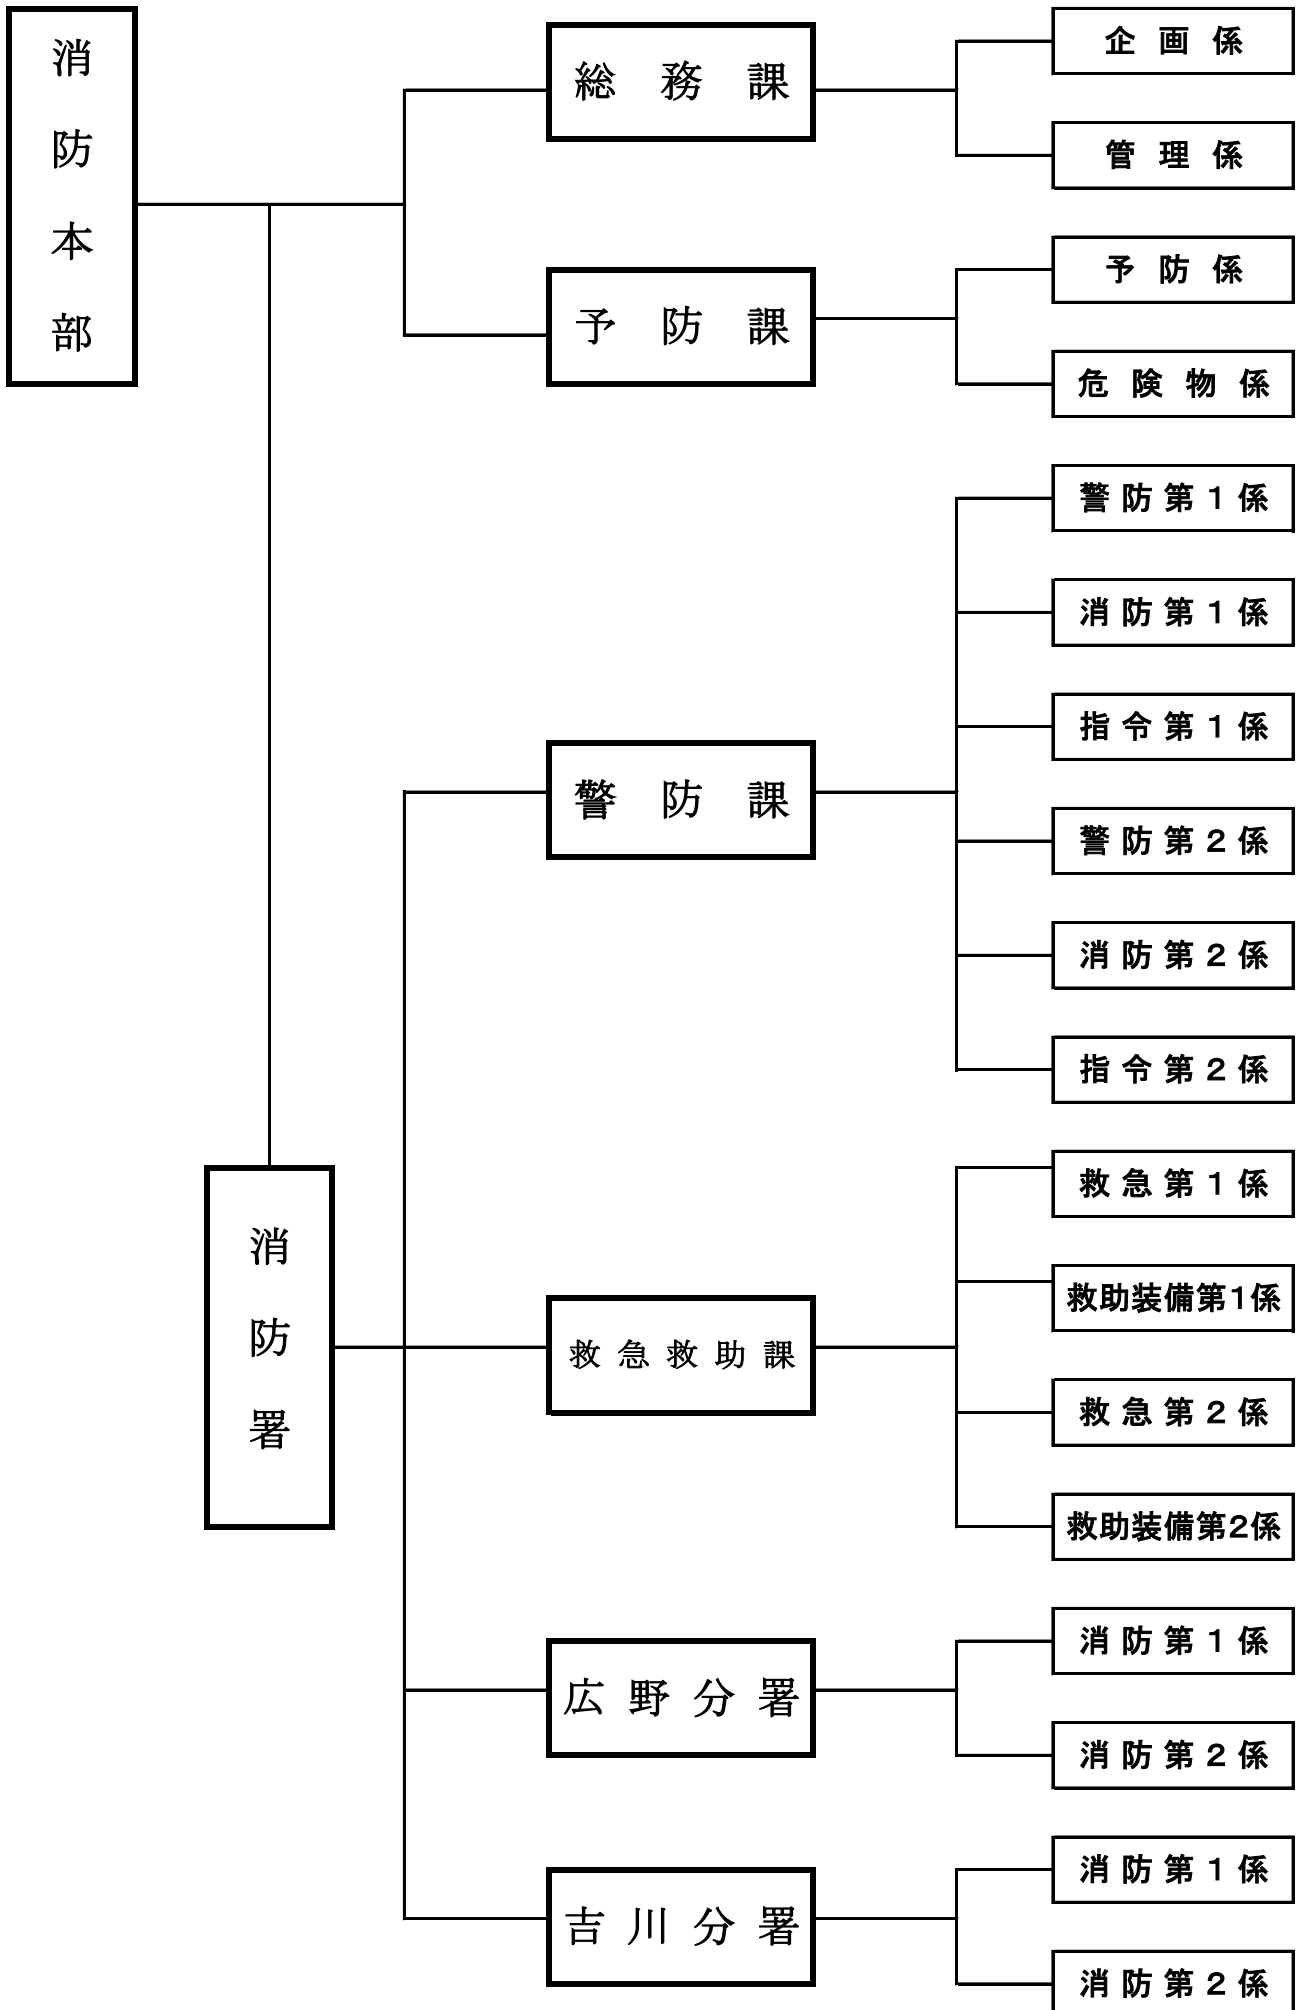 消防本部
総務課
企画係
管理係
予防課
予防係
危険物係
消防署
警防課
警防第1係
消防第1係
指令第1係
警防第2係
消防第2係
指令第2係
救急救助課
救急第1係
救助装備第1係
救急第2係
救助装備第2係
広野分署
消防第1係
消防第2係
吉川分署
消防第1係
消防第2係